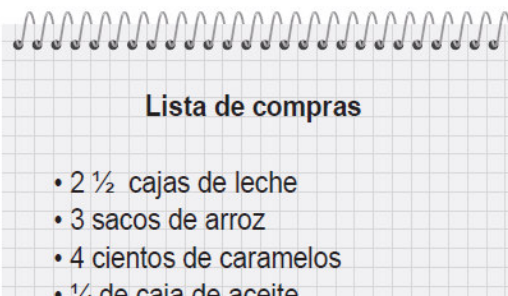 Lista de compras
• 2 ½ cajas de leche
• 3 sacos de arroz
• 4 cientos de caramelos
de caja de aceite